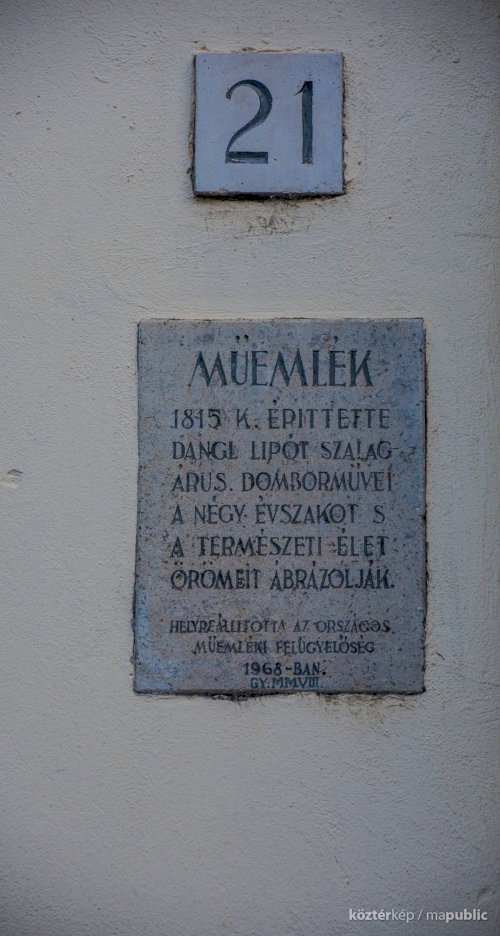 21
MŰEMLÉK
1815 K. ÉPITTETTE
DANGL LIPÓT SZALAG
ÁRUS. DOMBORMŰVEI
A NÉGY ÉVSZAKOT S
A TERMÉSZETI ÉLET
ÖRÖMEIT ÁBRÁZOLJÁK.
HELYREÁLLITOTTA AZ ORSZÁGOS
MŰEMLÉKI FELÜGYELŐSÉG
1968-BAN.
GY. MMVIII.
köztérkép / mapublic